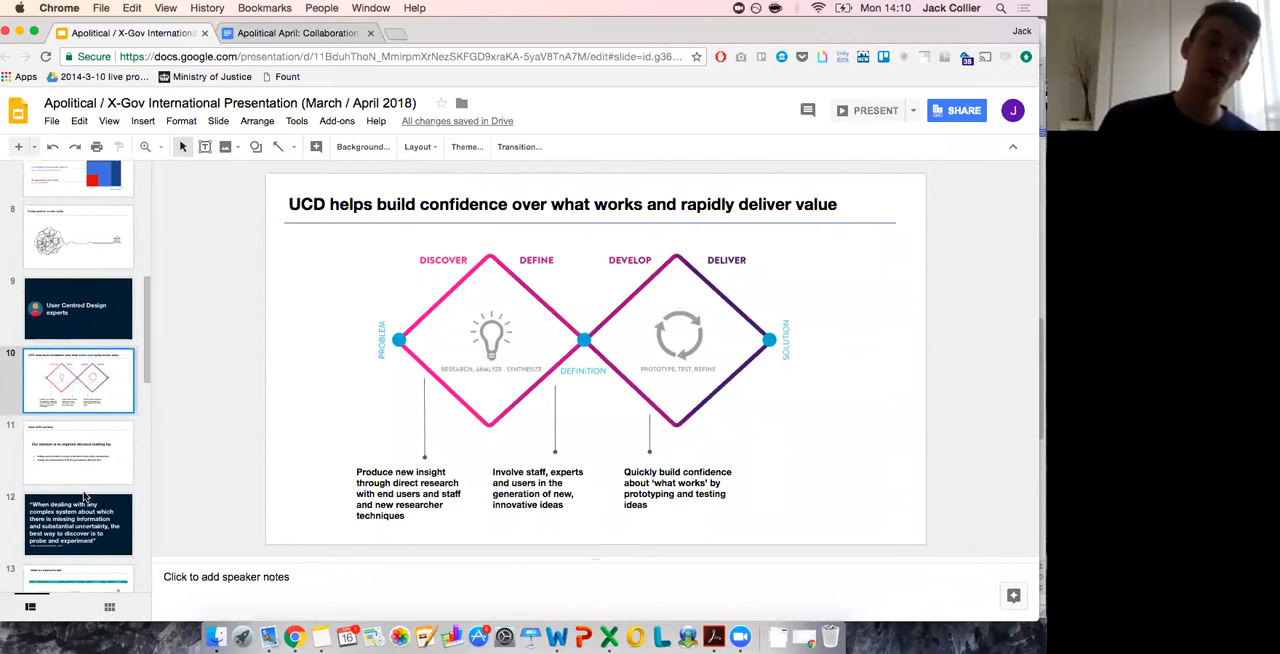 Chrome File Edit View History Bookmarks People Window Help Mon 14:10 Jack Collier
Apolitical / X-Gov Internationa Apolitical April: Collaboration Jack
Secure https://docs.google.com/presentation/d/11BduhThoN_MmirpmXrNezSKFGD9xraKA-5yaV8TnA7M/edit#slide=id.g36...
Apps 2014-3-10 live pro... Ministry of Justice Fount
Apolitical / X-Gov International Presentation (March / April 2018)
PRESENT SHARE J
File Edit View Insert Format Slide Arrange Tools Add-ons Help All changes saved in Drive
Background... Layout Theme... Transition...
8
9
User Centred Design
experts
10
11
Our mission is to improve decision making by:
12
"When dealing with any
complex system about which
there is missing information
and substantial uncertainty, the
best way to discover is to
probe and experiment"
13
UCD helps build confidence over what works and rapidly deliver value
DISCOVER DEFINE DEVELOP DELIVER
PROBLEM
SOLUTION
RESEARCH, ANALYZE, SYNTHESIZE
DEFINITION
PROTOTYPE, TEST, REFINE
Produce new insight
through direct research
with end users and staff
and new researcher
techniques
Involve staff, experts
and users in the
generation of new,
innovative ideas
Quickly build confidence
about 'what works' by
prototyping and testing
ideas
Click to add speaker notes